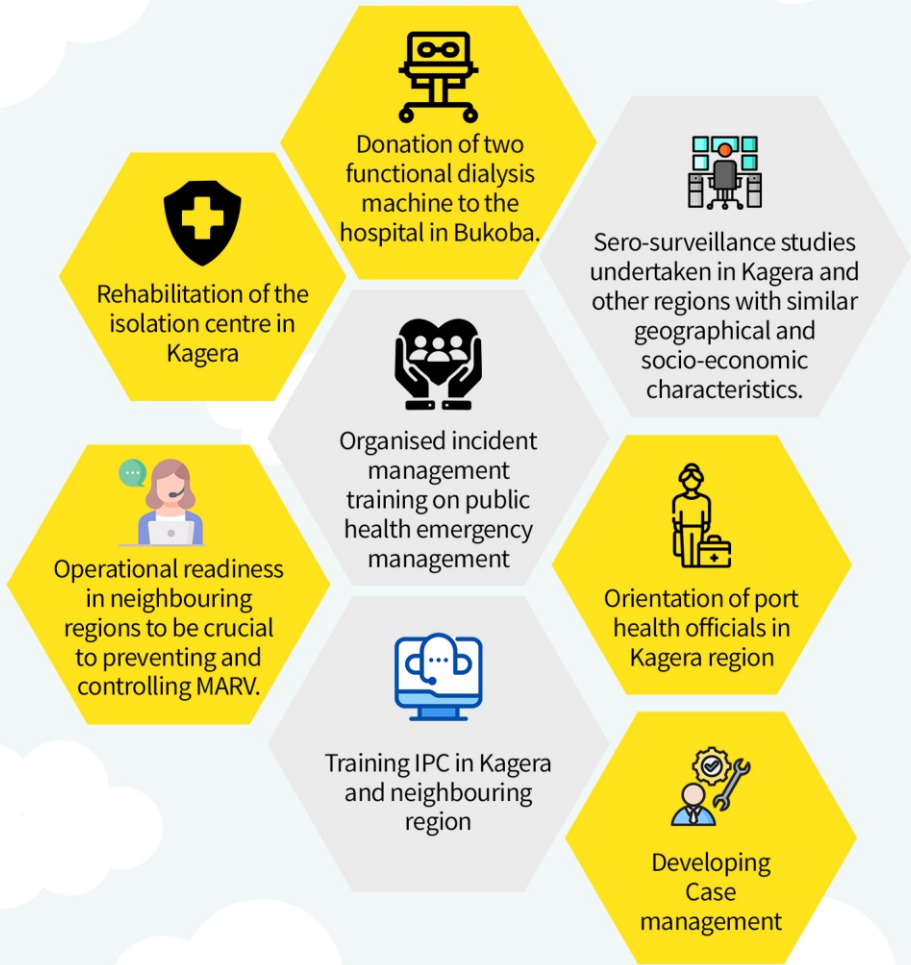 Donation of two
functional dialysis
machine to the
hospital in Bukoba.
Sero-surveillance studies
undertaken in Kagera and
other regions with similar
geographical and
socio-economic
characteristics.
Rehabilitation of the
isolation centre in
Kagera
Organised incident
management
training on public
health emergency
management
Operational readiness
in neighbouring
regions to be crucial
to preventing and
controlling MARV.
Orientation of port
health officials in
Kagera region
Training IPC in Kagera
and neighbouring
region
Developing
Case
management